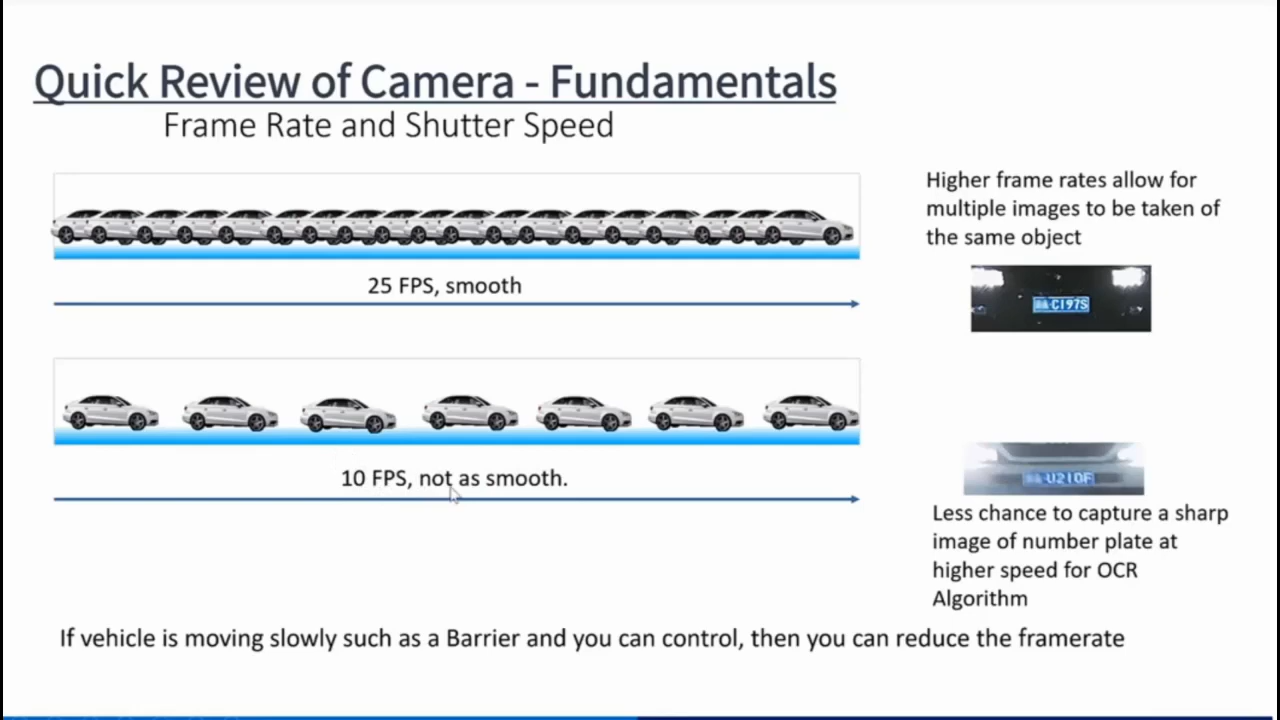 Quick Review of Camera - Fundamentals
Frame Rate and Shutter Speed
25 FPS, smooth
10 FPS, not as smooth.
Higher frame rates allow for
multiple images to be taken of
the same object
C197S
U210F
Less chance to capture a sharp
image of number plate at
higher speed for OCR
Algorithm
If vehicle is moving slowly such as a Barrier and you can control, then you can reduce the framerate